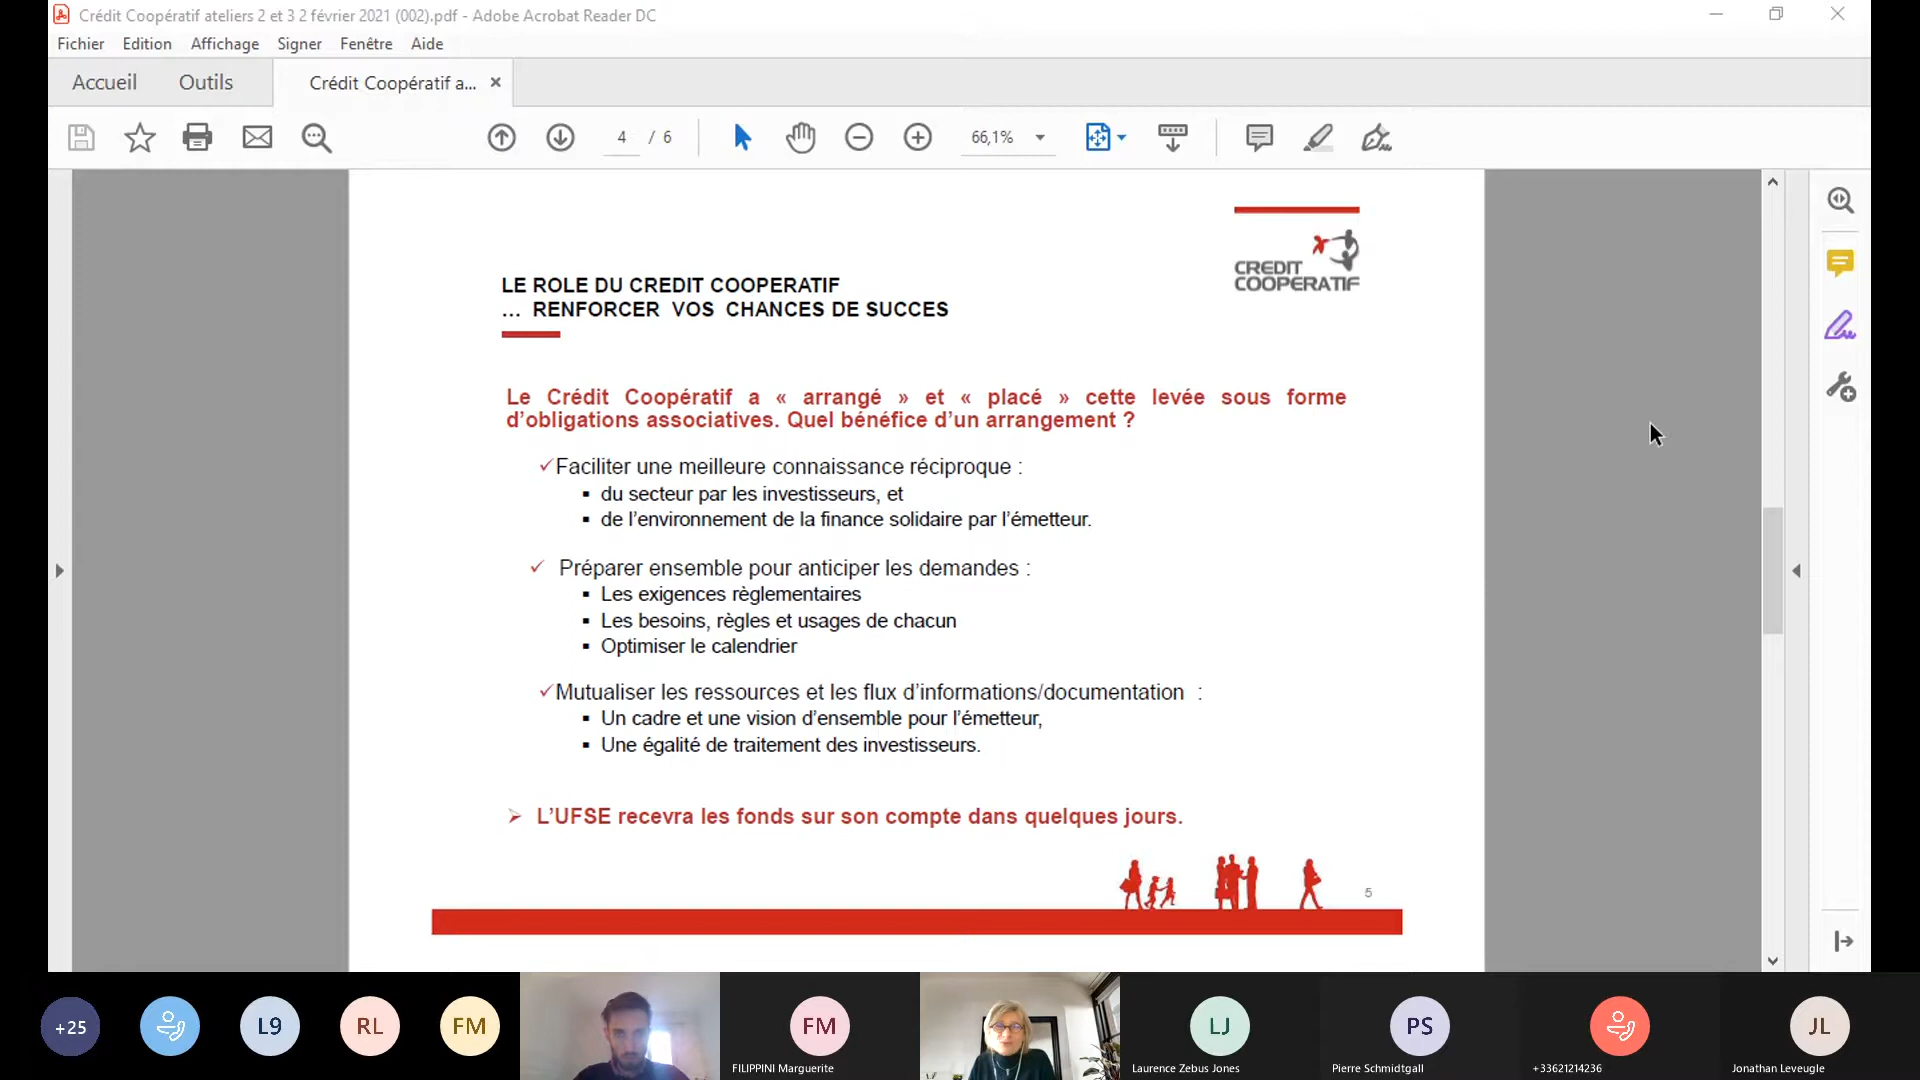 Crédit Coopératif ateliers 2 et 3 2 février 2021 (002).pdf - Adobe Acrobat Reader DC
Fichier Edition Affichage Signer Fenêtre Aide
Accueil Outils Crédit Coopératif a... ×
4 / 6 66,1%
CREDIT
COOPERATIF
LE ROLE DU CREDIT COOPERATIF
... RENFORCER VOS CHANCES DE SUCCES
Le Crédit Coopératif a « arrangé » et « placé » cette levée sous forme
d'obligations associatives. Quel bénéfice d'un arrangement ?
✓Faciliter une meilleure connaissance réciproque :
▪ du secteur par les investisseurs, et
▪ de l'environnement de la finance solidaire par l'émetteur.
✓ Préparer ensemble pour anticiper les demandes :
▪ Les exigences règlementaires
▪ Les besoins, règles et usages de chacun
▪ Optimiser le calendrier
✓Mutualiser les ressources et les flux d'informations/documentation :
▪ Un cadre et une vision d'ensemble pour l'émetteur,
▪ Une égalité de traitement des investisseurs.
➢ L'UFSE recevra les fonds sur son compte dans quelques jours.
5
+25 L9 RL FM FM LJ PS JL
FILIPPINI Marguerite Laurence Zebus Jones Pierre Schmidtgall +33621214236 Jonathan Leveugle